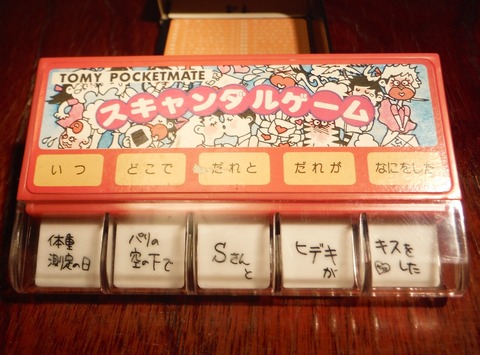 TOMY POCKETMATE
スキャンダルゲーム
いつ どこで だれと だれが なにをした
体重 パリの Sさん ヒデキ キスを
測定の日 空の下で と が した